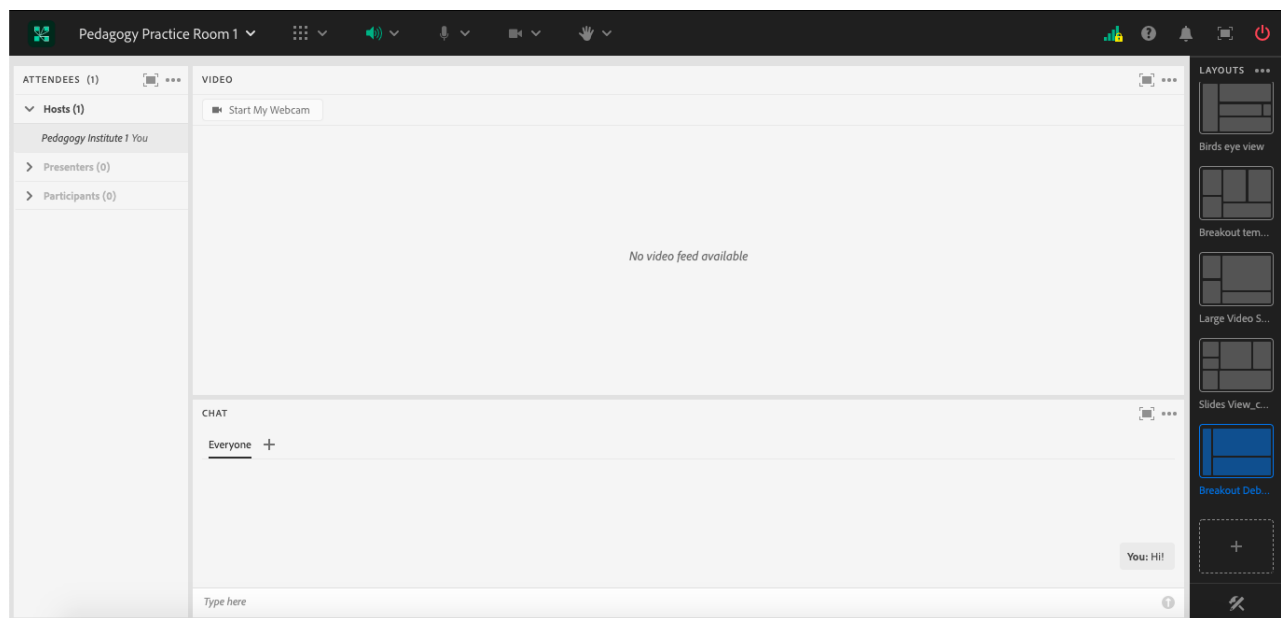 Pedagogy Practice Room 1
ATTENDEES (1)
Hosts (1)
Pedagogy Institute 1 You
Presenters (0)
Participants (0)
VIDEO
Start My Webcam
No video feed available
CHAT
Everyone
You: Hi!
Type here
LAYOUTS
Birds eye view
Breakout tem...
Large Video S...
Slides View_c...
Breakout Deb...